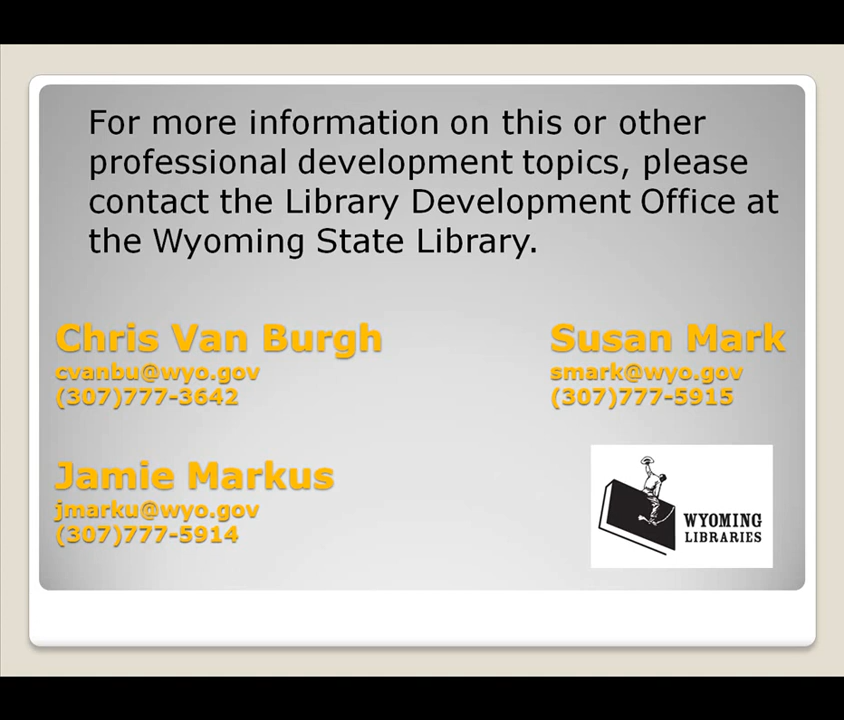 For more information on this or other
professional development topics, please
contact the Library Development Office at
the Wyoming State Library.
Chris Van Burgh
cvanbu@wyo.gov
(307)777-3642
Susan Mark
smark@wyo.gov
(307)777-5915
Jamie Markus
jmarku@wyo.gov
(307)777-5914
WYOMING
LIBRARIES